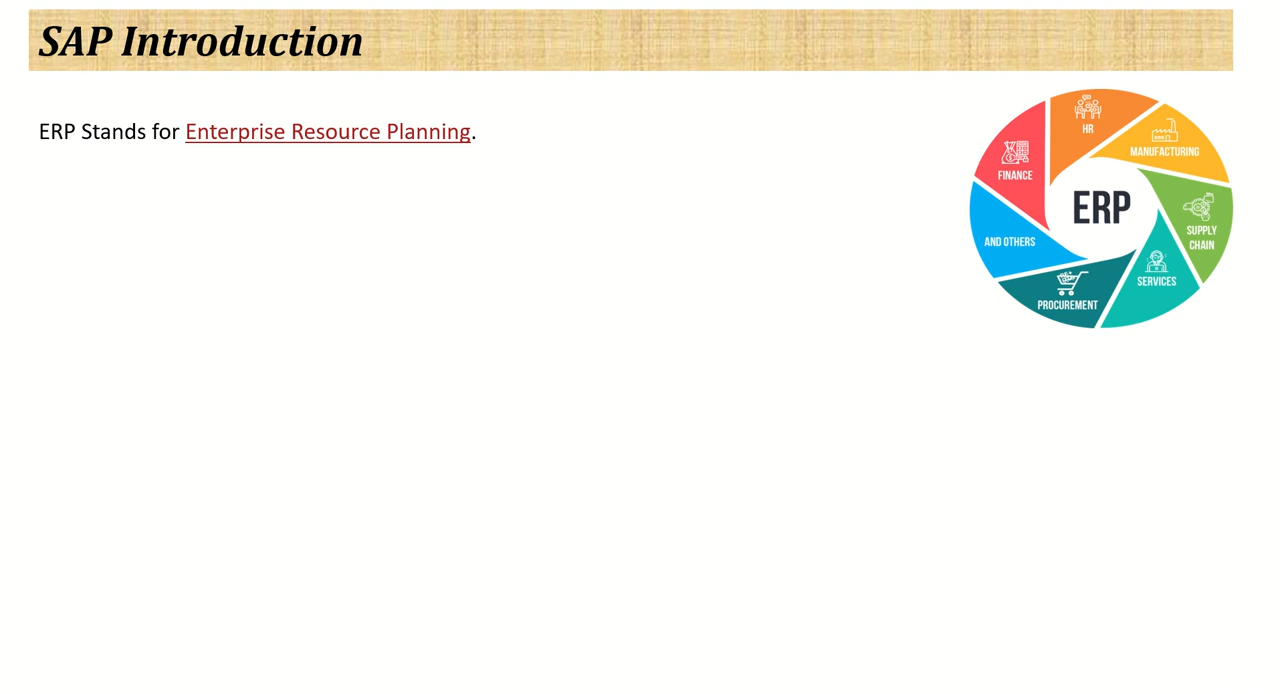 SAP Introduction
ERP Stands for Enterprise Resource Planning.
HR
MANUFACTURING
FINANCE
ERP
SUPPLY
CHAIN
AND OTHERS
SERVICES
PROCUREMENT